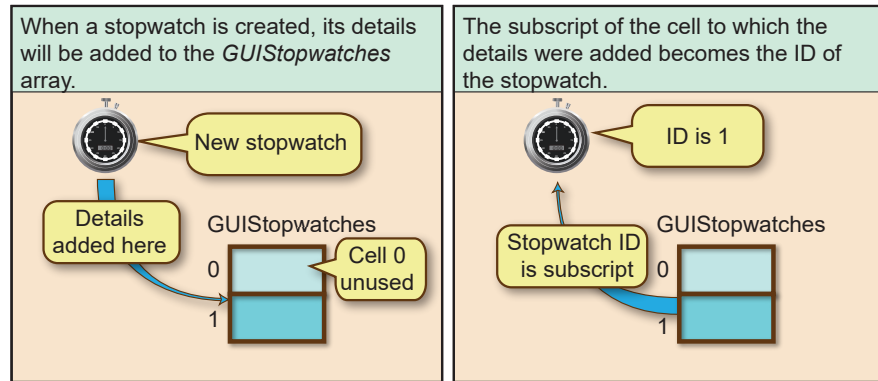 When a stopwatch is created, its details
will be added to the GUIStopwatches
array.
New stopwatch
Details
added here
GUIStopwatches
0
Cell 0
unused
1
The subscript of the cell to which the
details were added becomes the ID of
the stopwatch.
ID is 1
GUIStopwatches
Stopwatch ID
is subscript
0
1